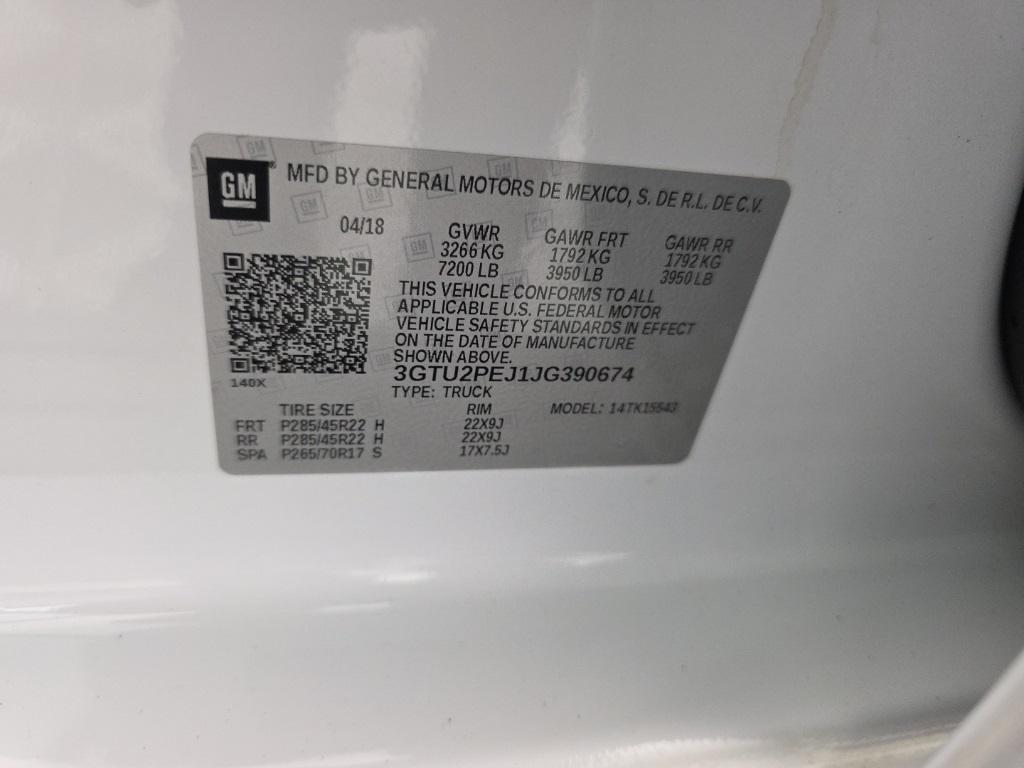 GM
MFD BY GENERAL MOTORS DE MEXICO, S. DE R.L. DE C.V.
04/18 GVWR GAWR FRT GAWR RR
3266 KG 1792 KG 1792 KG
7200 LB 3950 LB 3950 LB
THIS VEHICLE CONFORMS TO ALL
APPLICABLE U.S. FEDERAL MOTOR
VEHICLE SAFETY STANDARDS IN EFFECT
ON THE DATE OF MANUFACTURE
SHOWN ABOVE.
140X
3GTU2PEJ1JG390674
TYPE: TRUCK
TIRE SIZE RIM MODEL: 14TK15543
FRT P285/45R22 H 22X9J
RR P285/45R22 H 22X9J
SPA P265/70R17 S 17X7.5J